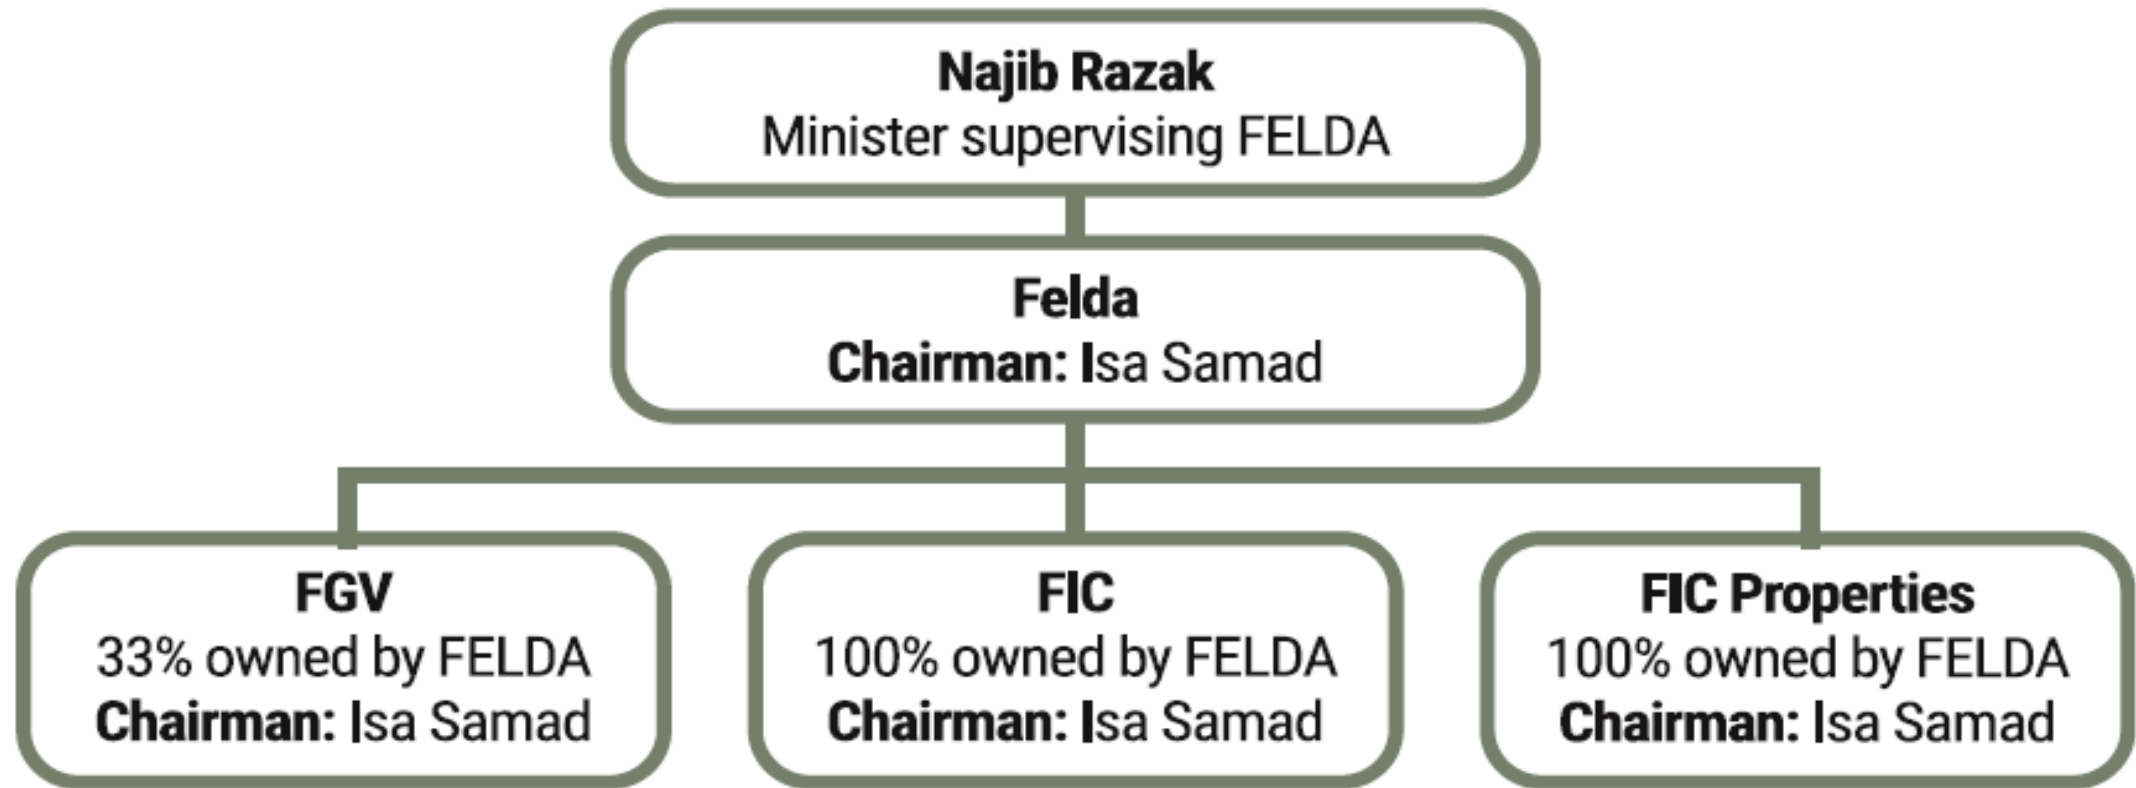 Najib Razak
Minister supervising FELDA
Felda
Chairman: Isa Samad
FGV
33% owned by FELDA
Chairman: Isa Samad
FIC
100% owned by FELDA
Chairman: Isa Samad
FIC Properties
100% owned by FELDA
Chairman: Isa Samad